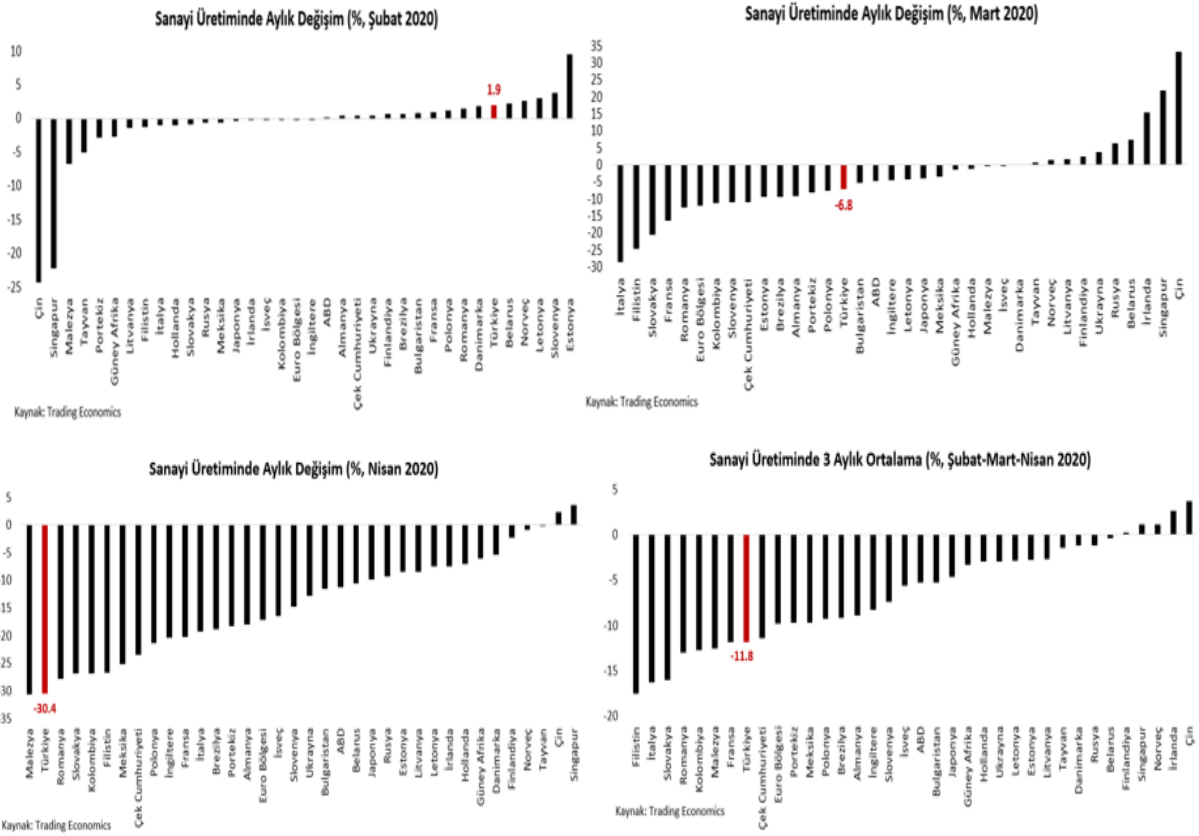 Sanayi Üretiminde Aylık Değişim (%, Şubat 2020)
10
5
0
-5
-10
-15
-20
-25
1.9
Çin
Singapur
Malezya
Tayvan
Portekiz
Güney Afrika
Litvanya
Filistin
İtalya
Hollanda
Slovakya
Rusya
Meksika
Japonya
İrlanda
İsveç
Kolombiya
Euro Bölgesi
İngiltere
ABD
Almanya
Çek Cumhuriyeti
Ukrayna
Finlandiya
Brezilya
Bulgaristan
Fransa
Polonya
Romanya
Danimarka
Türkiye
Belarus
Norveç
Letonya
Slovenya
Estonya
Kaynak: Trading Economics
Sanayi Üretiminde Aylık Değişim (%, Mart 2020)
35
30
25
20
15
10
5
0
-5
-10
-15
-20
-25
-30
-6.8
İtalya
Filistin
Slovakya
Fransa
Romanya
Euro Bölgesi
Kolombiya
Slovenya
Çek Cumhuriyeti
Estonya
Brezilya
Almanya
Portekiz
Polonya
Türkiye
Bulgaristan
ABD
İngiltere
Letonya
Japonya
Meksika
Güney Afrika
Hollanda
Malezya
İsveç
Danimarka
Tayvan
Norveç
Litvanya
Finlandiya
Ukrayna
Rusya
Belarus
İrlanda
Singapur
Çin
Kaynak: Trading Economics
Sanayi Üretiminde Aylık Değişim (%, Nisan 2020)
5
0
-5
-10
-15
-20
-25
-30
-35
-30.4
Malezya
Türkiye
Romanya
Slovakya
Kolombiya
Filistin
Meksika
Çek Cumhuriyeti
Polonya
İngiltere
Fransa
İtalya
Brezilya
Portekiz
Almanya
Euro Bölgesi
İsveç
Slovenya
Ukrayna
Bulgaristan
ABD
Belarus
Japonya
Rusya
Estonya
Litvanya
Letonya
İrlanda
Hollanda
Güney Afrika
Danimarka
Finlandiya
Norveç
Tayvan
Çin
Singapur
Kaynak: Trading Economics
Sanayi Üretiminde 3 Aylık Ortalama (%, Şubat-Mart-Nisan 2020)
5
0
-5
-10
-15
-20
-11.8
Filistin
İtalya
Slovakya
Romanya
Kolombiya
Malezya
Fransa
Türkiye
Çek Cumhuriyeti
Euro Bölgesi
Portekiz
Meksika
Polonya
Brezilya
Almanya
İngiltere
Slovenya
İsveç
ABD
Bulgaristan
Japonya
Güney Afrika
Hollanda
Ukrayna
Letonya
Estonya
Litvanya
Tayvan
Danimarka
Rusya
Belarus
Finlandiya
Singapur
Norveç
İrlanda
Çin
Kaynak: Trading Economics